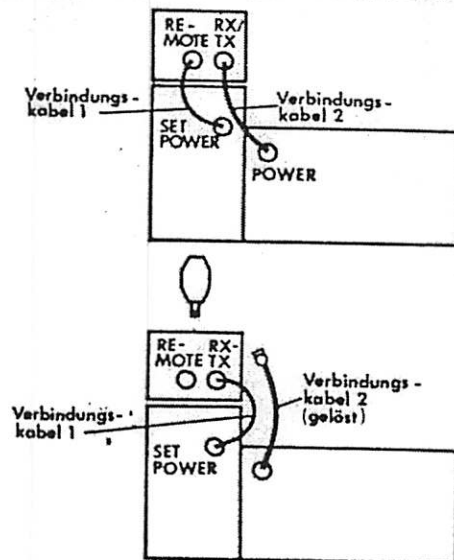 RE- RX/
MOTE TX
Verbindungs-
kabel 1
Verbindungs-
kabel 2
SET
POWER
POWER
RE- RX-
MOTE TX
Verbindungs-
kabel 1
Verbindungs-
kabel 2
(gelöst)
SET
POWER